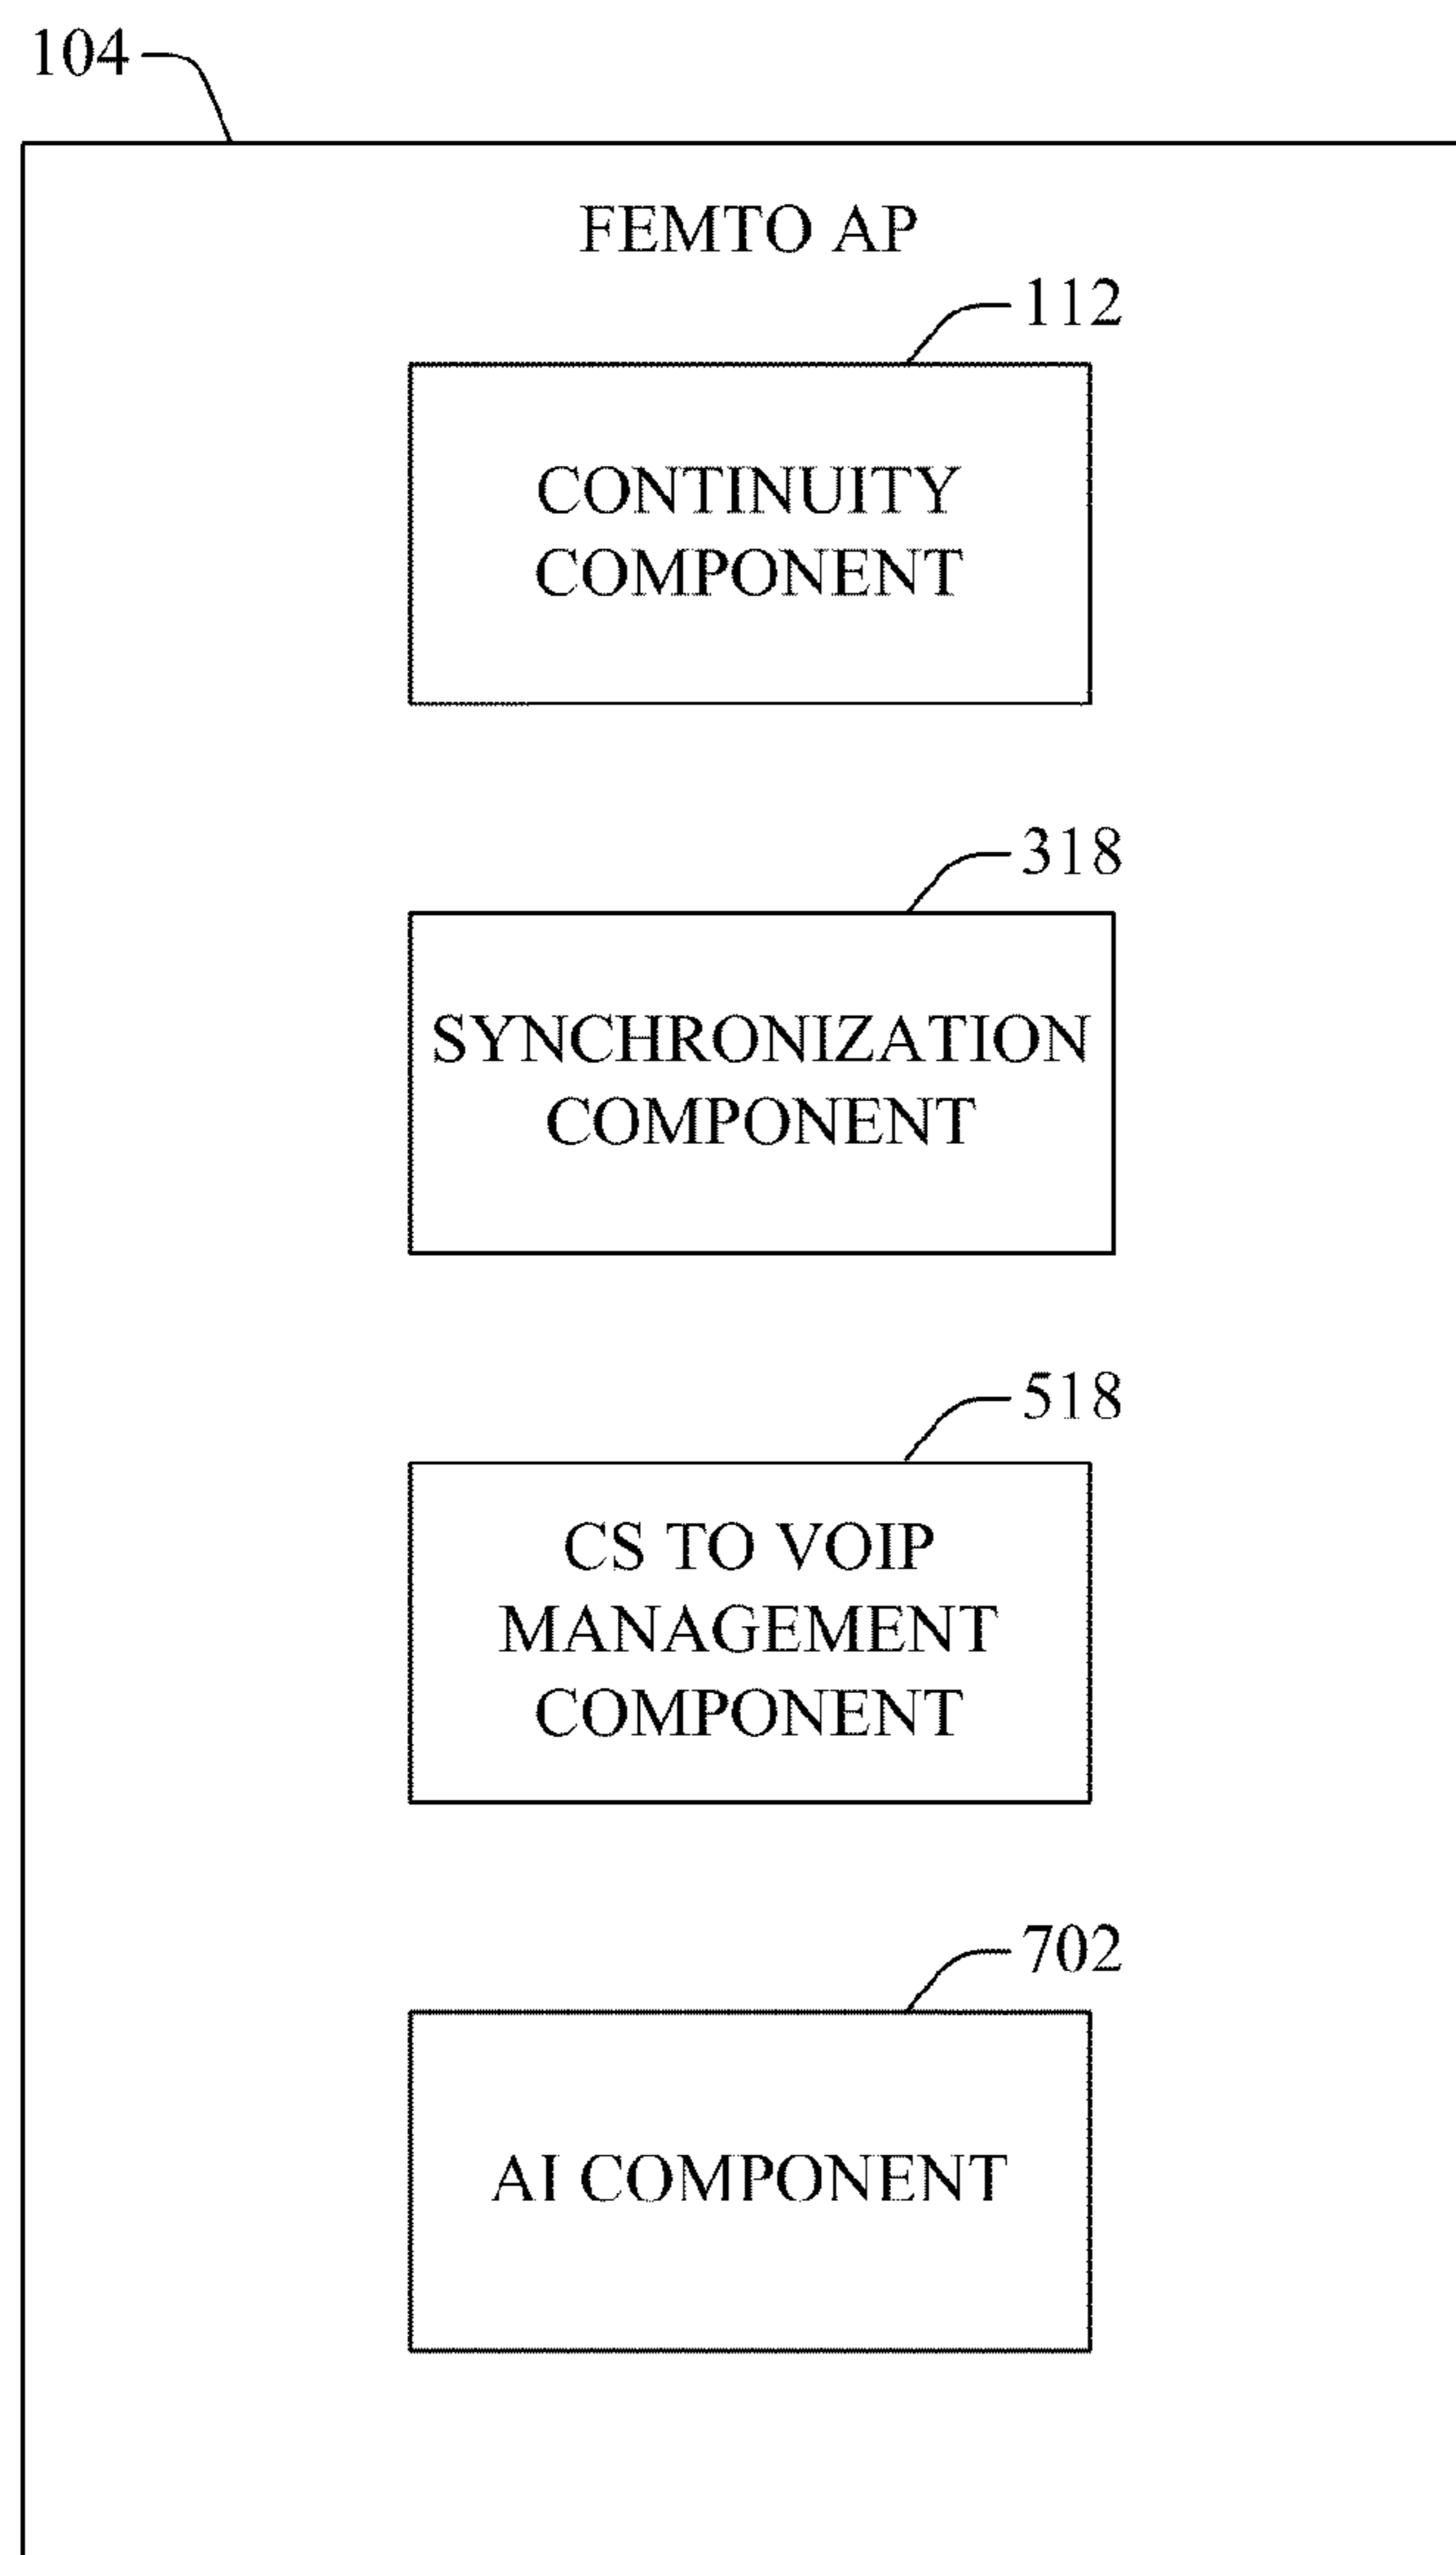 104
FEMTO AP
112
CONTINUITY
COMPONENT
318
SYNCHRONIZATION
COMPONENT
518
CS TO VOIP
MANAGEMENT
COMPONENT
702
AI COMPONENT